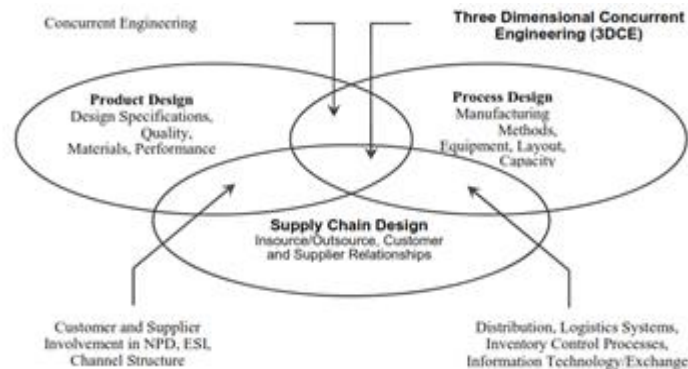 Concurrent Engineering
Three Dimensional Concurrent
Engineering (3DCE)
Product Design
Design Specifications,
Quality,
Materials, Performance
Process Design
Manufacturing
Methods,
Equipment, Layout,
Capacity
Supply Chain Design
Insource/Outsource, Customer
and Supplier Relationships
Customer and Supplier
Involvement in NPD, ESI,
Channel Structure
Distribution, Logistics Systems,
Inventory Control Processes,
Information Technology/Exchange